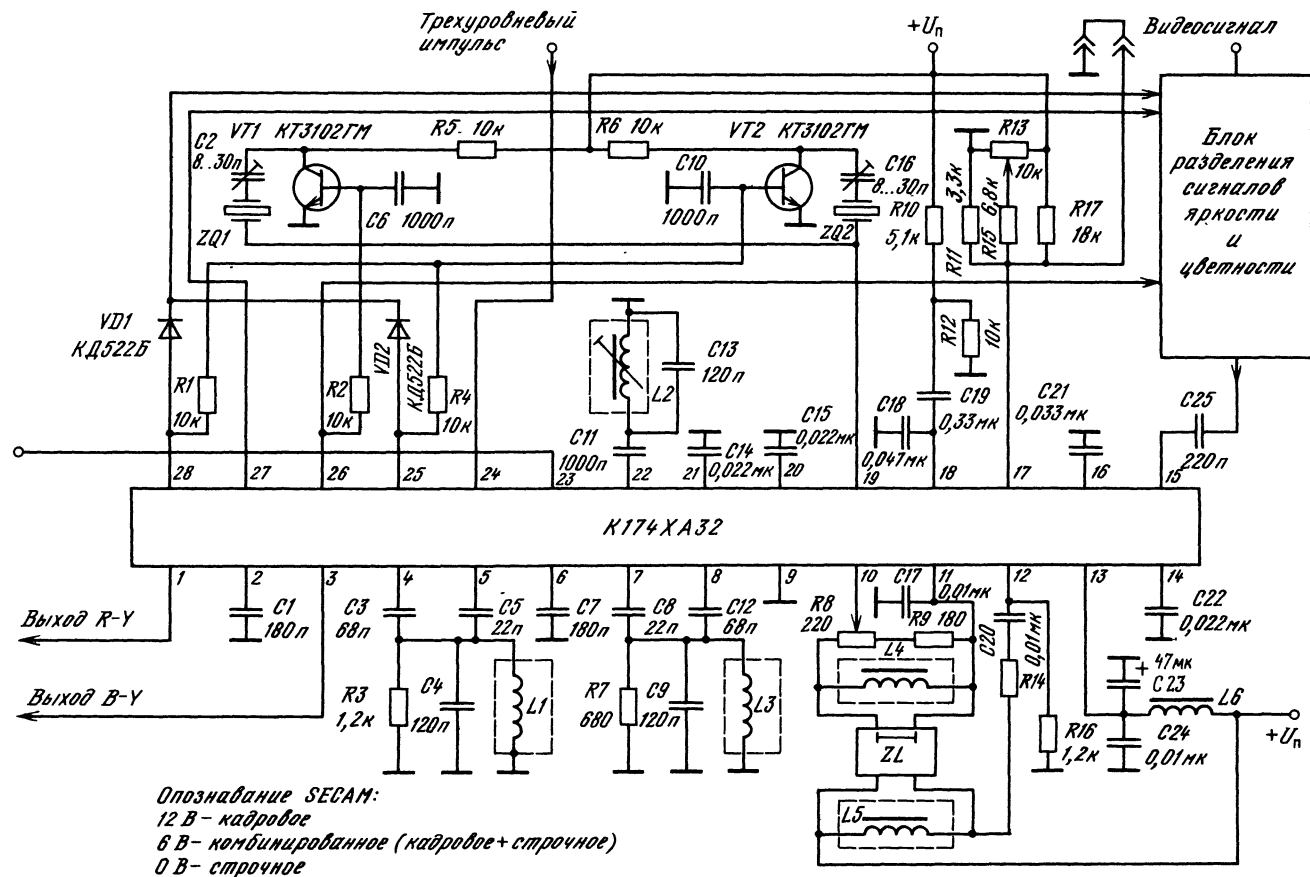 Трехуровневый
импульс
+Uп
Видеосигнал
VT1 КТ3102ГМ
R5 10к
R6 10к
VT2 КТ3102ГМ
R13
10к
Блок
разделения
сигналов
яркости
и
цветности
C2
8..30п
C6
1000п
C10
1000п
C16
8..30п
ZQ1
ZQ2
R10
5,1к
3,3к
R11
6,8к
R15
R17
18к
VD1
КД522Б
VD2
КД522Б
R1
10к
R2
10к
R4
10к
L2
C13
120п
R12
10к
C11
1000п
C14
0,022мк
C15
0,022мк
C18
0,047мк
C19
0,33мк
C21
0,033мк
C25
220п
28
27
26
25
24
23
22
21
20
19
18
17
16
15
К174ХА32
1
2
3
4
5
6
7
8
9
10
11
12
13
14
Выход R-Y
C1
180п
C3
68п
C5
22п
C7
180п
C8
22п
C12
68п
R8
220
C17
0,01мк
R9 180
C20
0,01мк
C22
0,022мк
Выход B-Y
R3
1,2к
C4
120п
L1
R7
680
C9
120п
L3
L4
ZL
L5
R14
R16
1,2к
+ 47мк
C23
L6
C24
0,01мк
+Uп
Опознавание SECAM:
12 В - кадровое
6 В - комбинированное (кадровое + строчное)
0 В - строчное